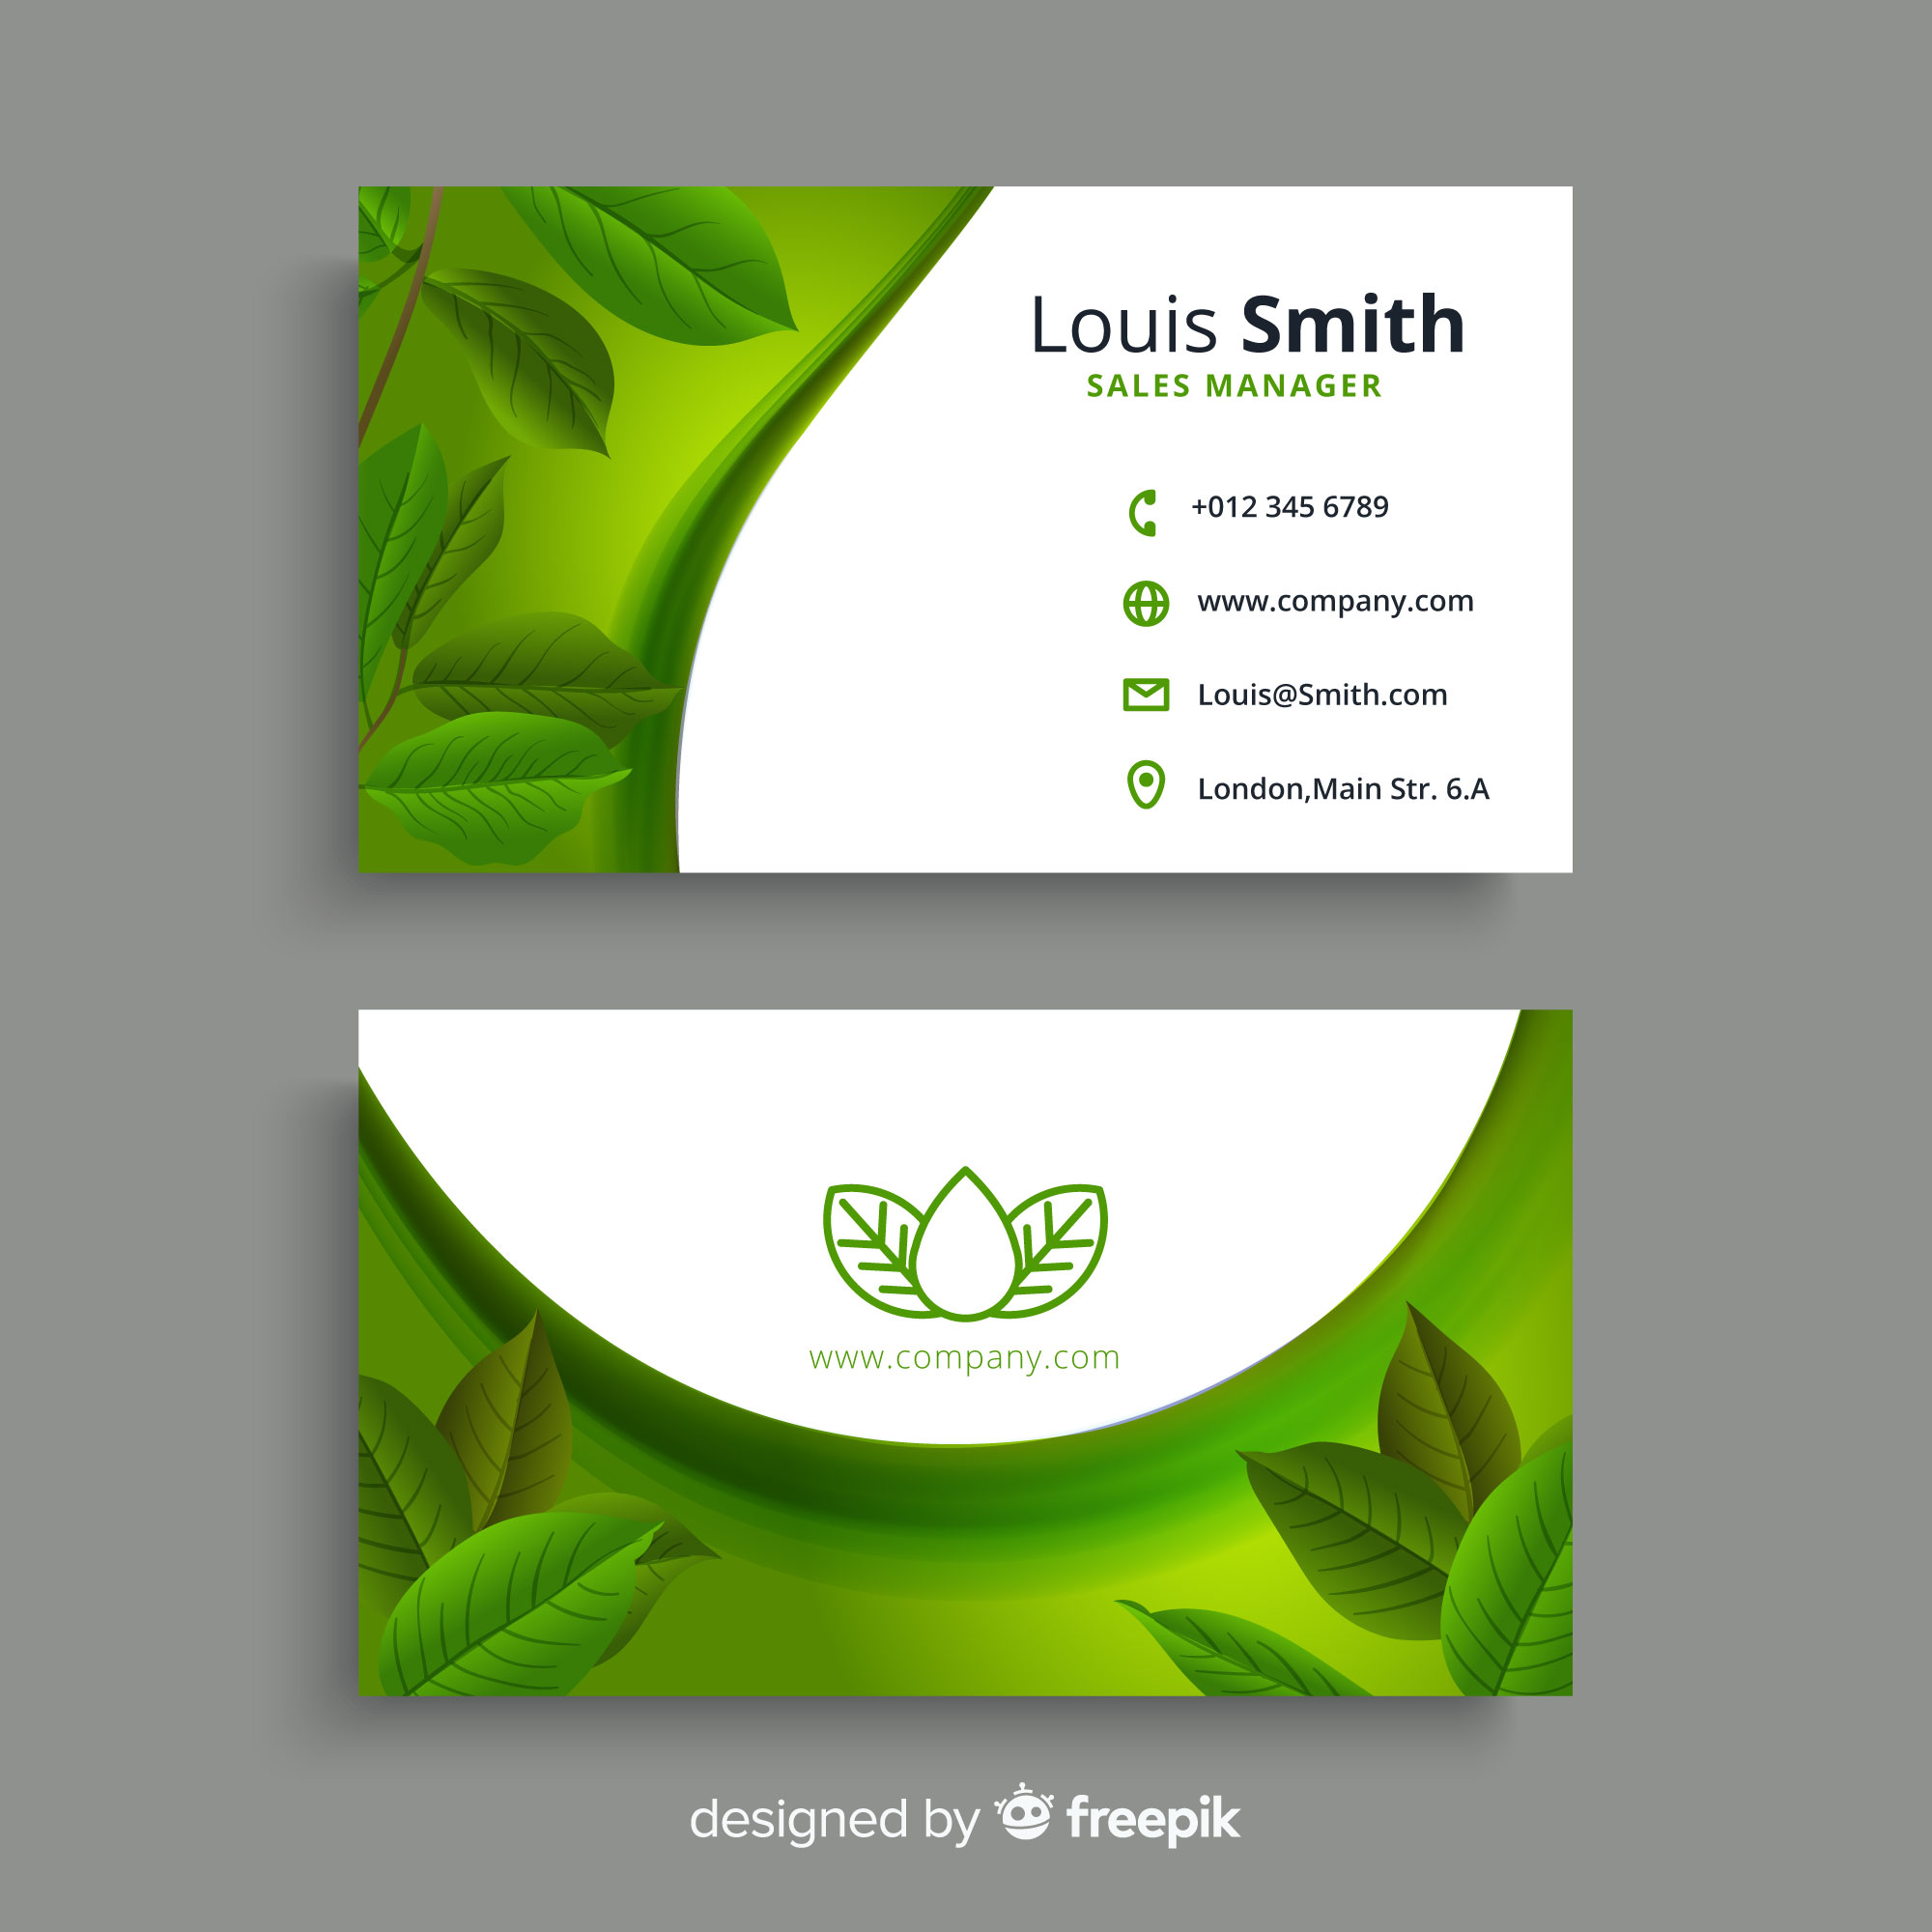 Louis Smith
SALES MANAGER
+012 345 6789
www.company.com
Louis@Smith.com
London,Main Str. 6.A
www.company.com
designed by freepik